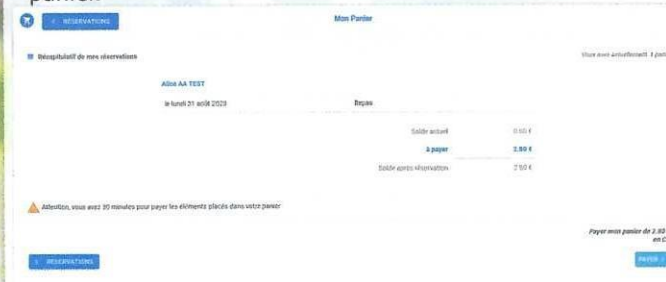 panier.
< RÉSERVATIONS
Mon Panier
Récapitulatif de mes réservations
Vous avez actuellement 1
Alice AA TEST
le lundi 31 août 2020
Repas
Solde actuel
0.00 €
à payer
2.80 €
Solde après réservation
2.80 €
Attention, vous avez 30 minutes pour payer les éléments placés dans votre panier
Payer mon panier de 2.80
en C
< RÉSERVATIONS
PAYER